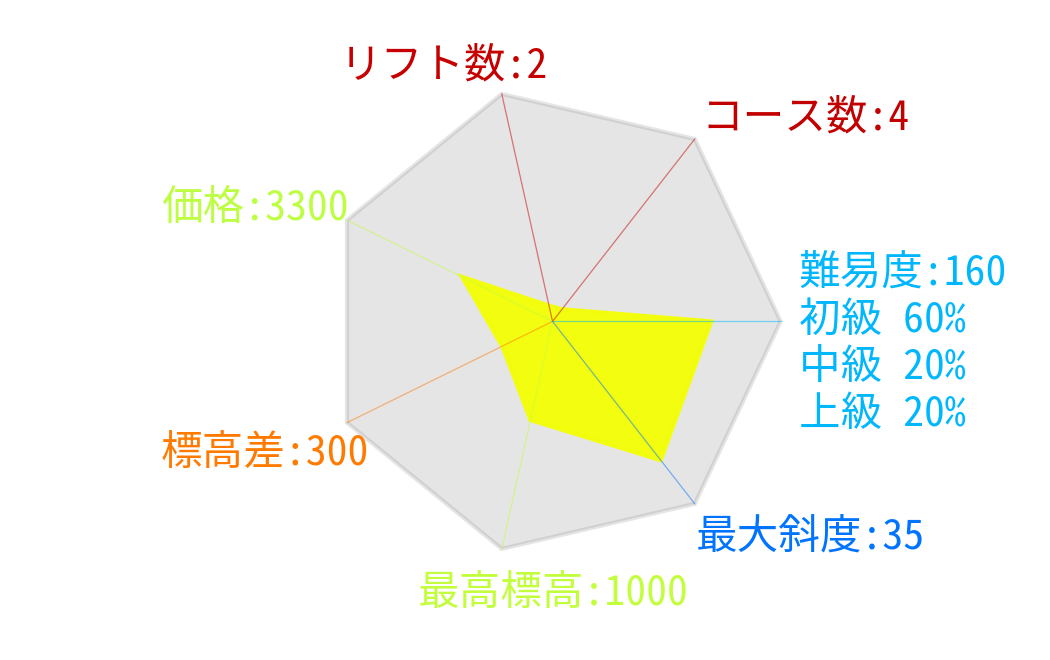 リフト数:2
コース数:4
価格:3300
難易度:160
初級 60%
中級 20%
上級 20%
標高差:300
最大斜度:35
最高標高:1000